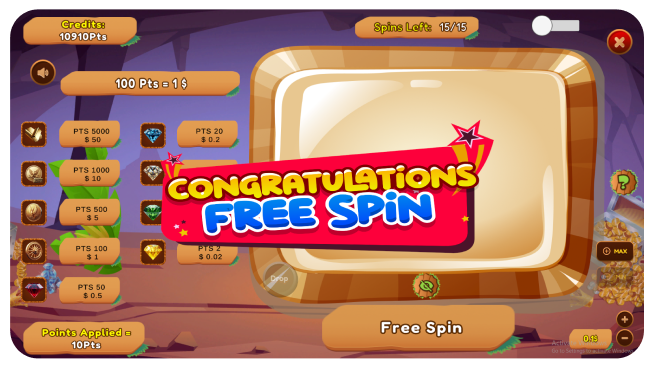 Credits:
10910Pts
Spins Left: 15/15
100 Pts = 1 $
PTS 5000
$ 50
PTS 20
$ 0.2
PTS 1000
$ 10
PTS 500
$ 5
CONGRATULATIONS
FREE SPIN
PTS 100
$ 1
PTS 2
$ 0.02
PTS 50
$ 0.5
Drop
?
MAX
Free Spin
Points Applied =
10Pts
+
-